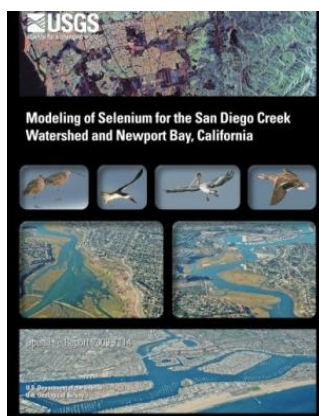 USGS
Modeling of Selenium for the San Diego Creek
Watershed and Newport Bay, California
Report
U.S. Department of the Interior
U.S. Geological Survey